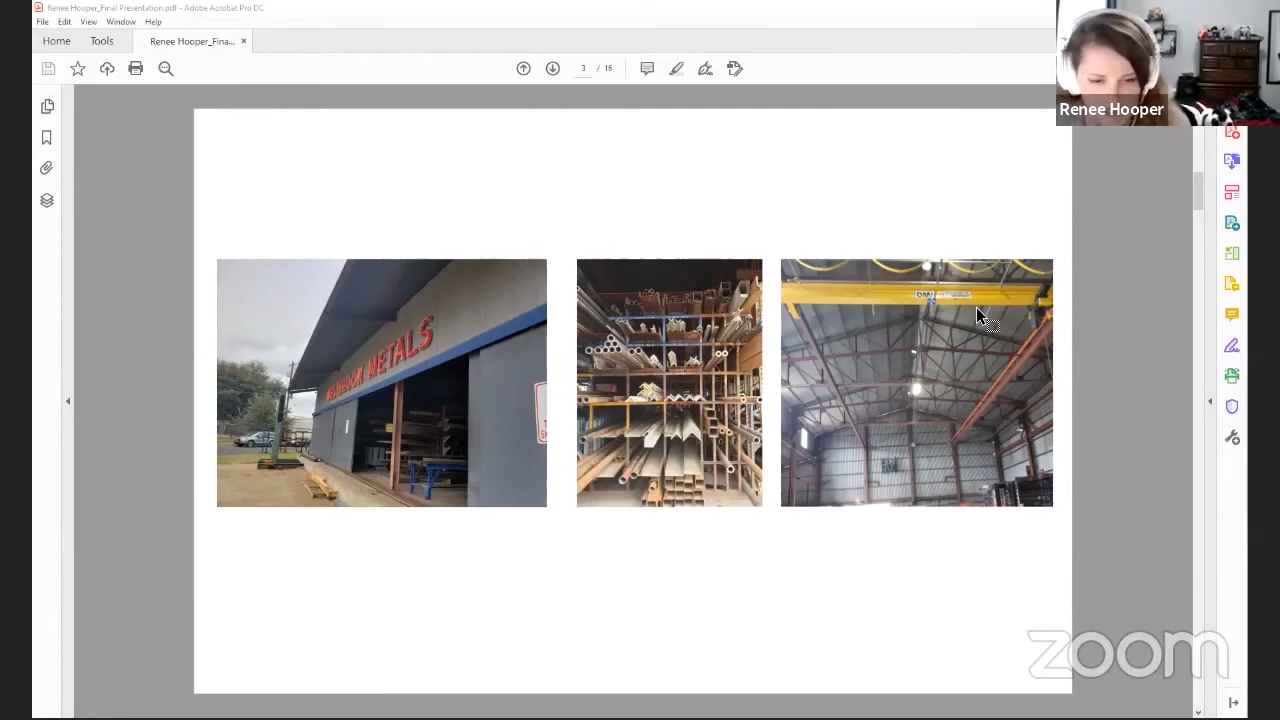 Renee Hooper_Final Presentation.pdf - Adobe Acrobat Pro DC
File Edit View Window Help
Home Tools Renee Hooper_Fina... ×
3 / 16
Renee Hooper
METALS
zoom